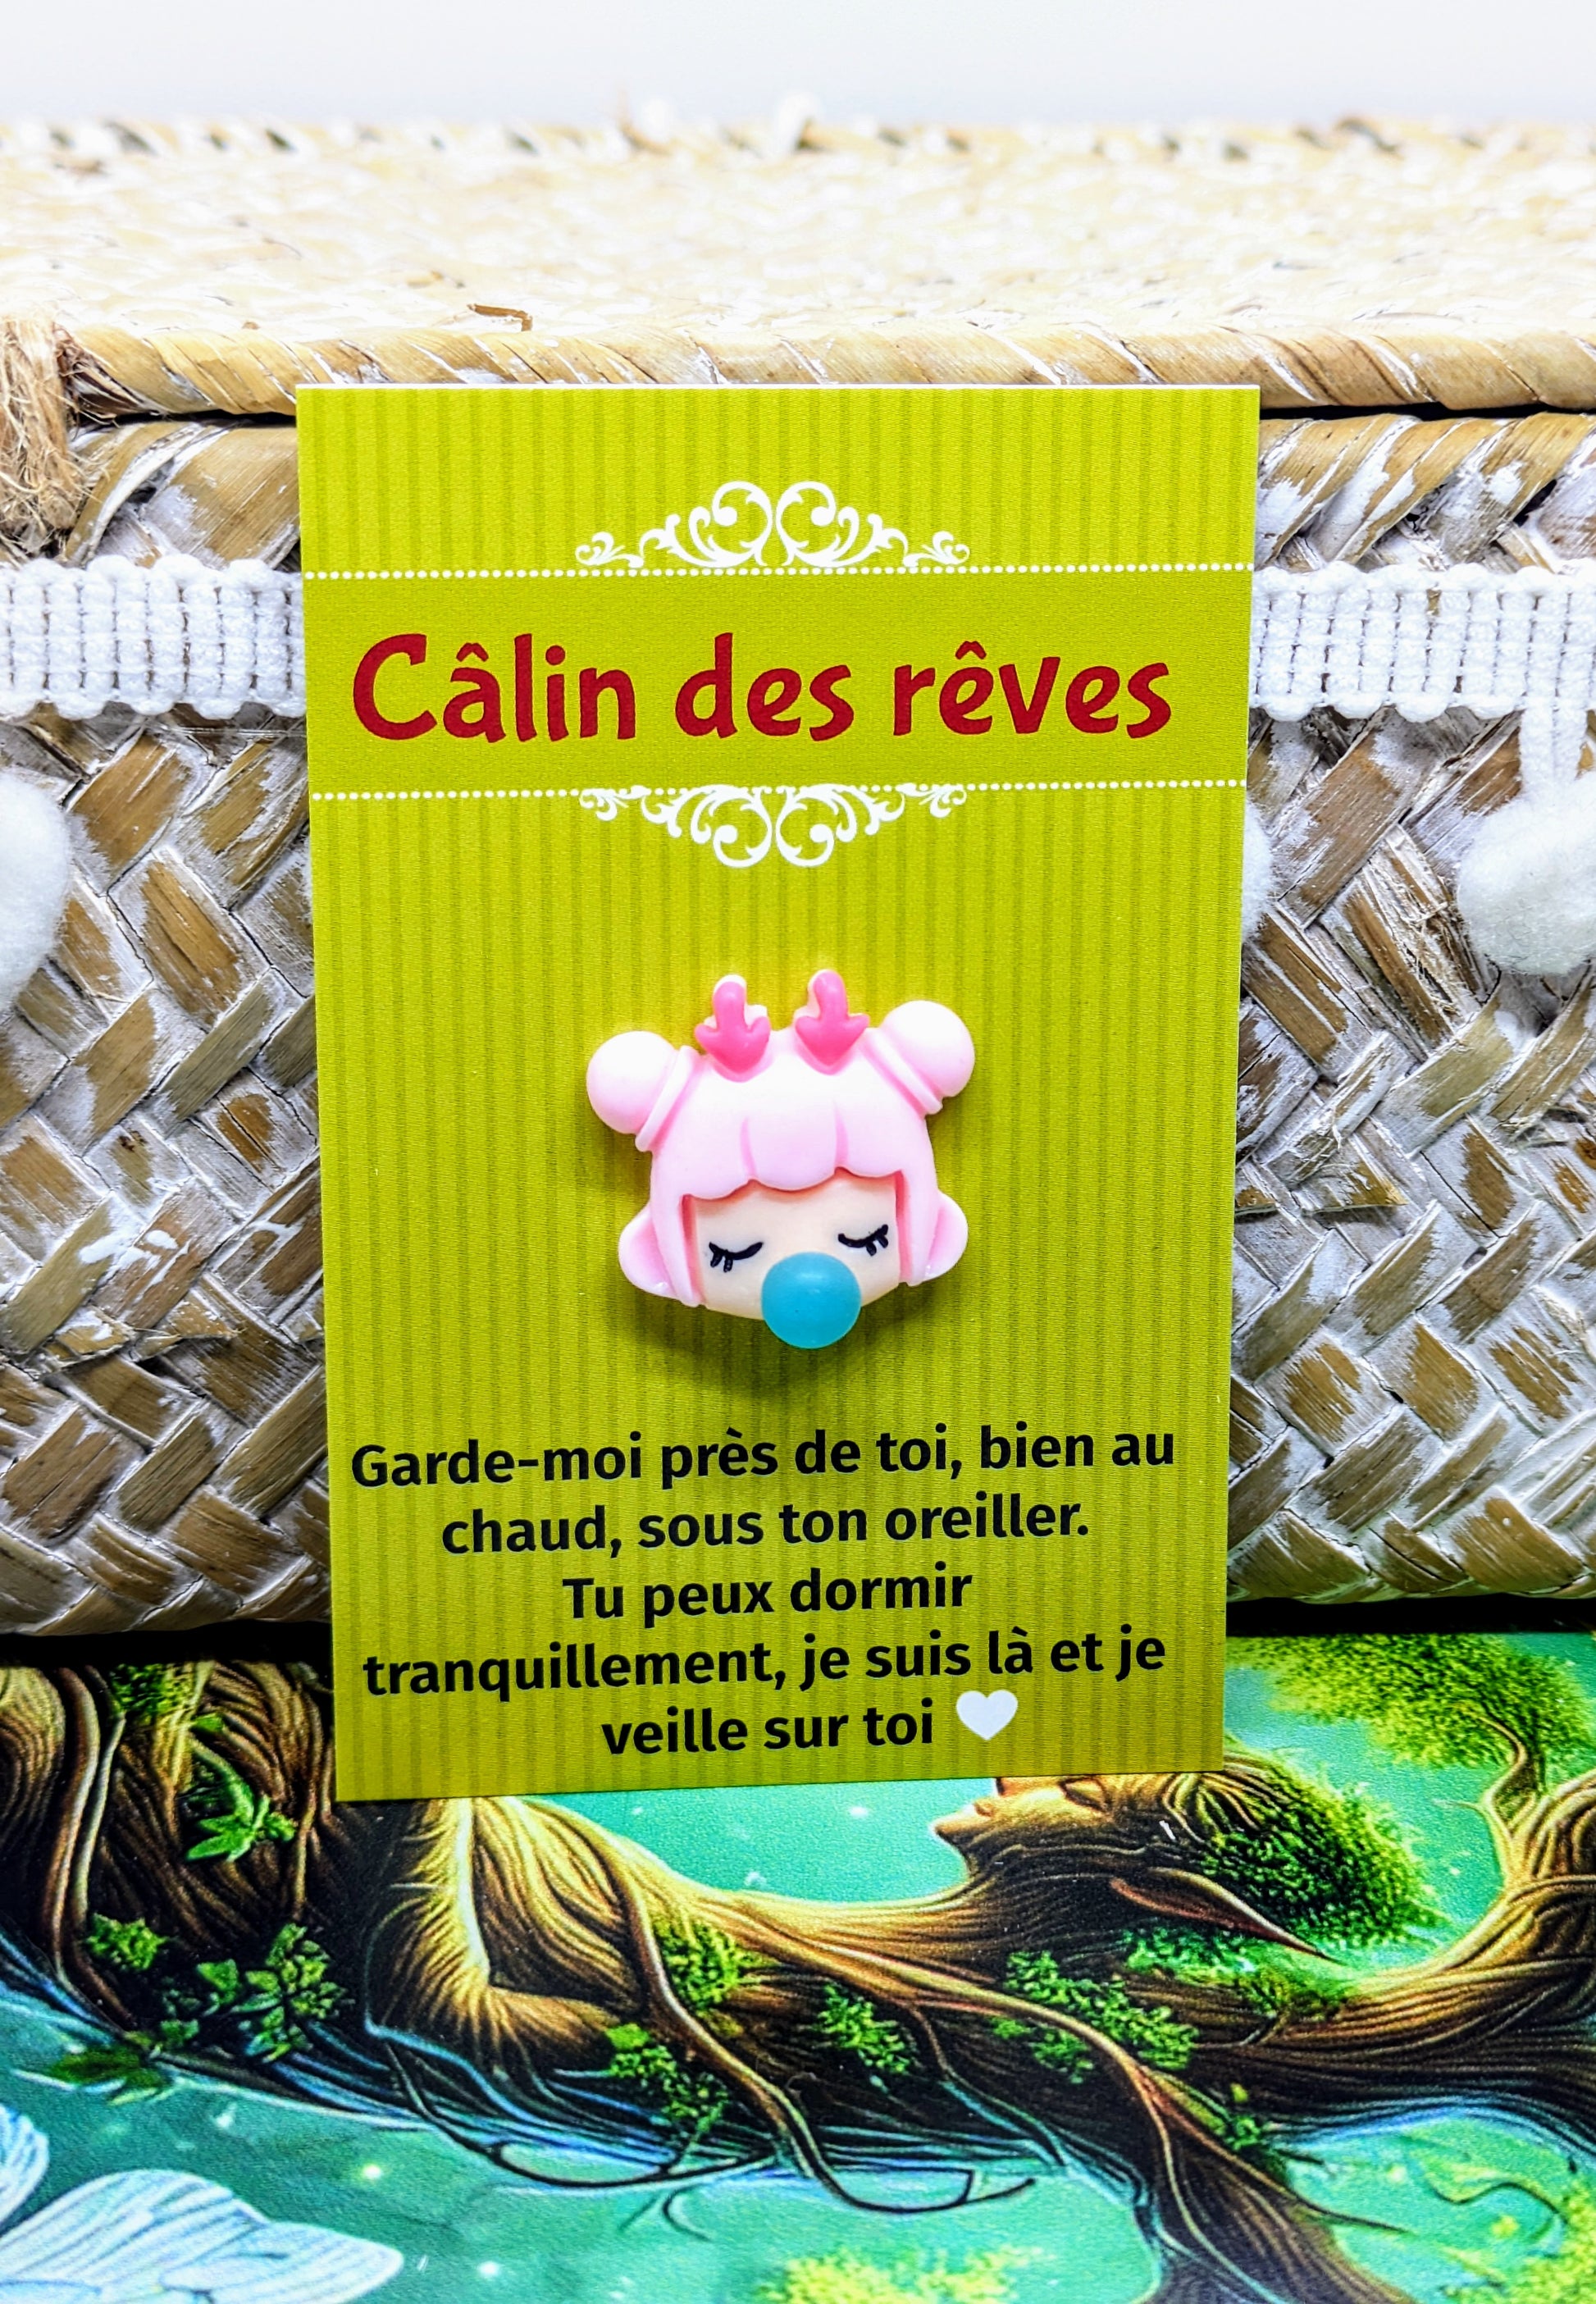 Câlin des rêves
Garde-moi près de toi, bien au
chaud, sous ton oreiller.
Tu peux dormir
tranquillement, je suis là et je
veille sur toi